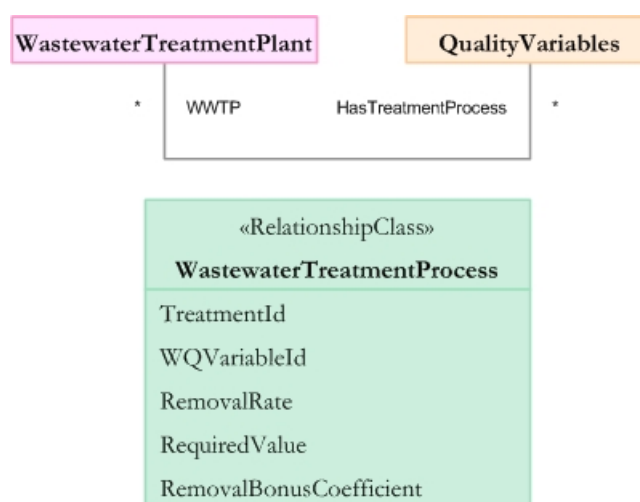 WastewaterTreatmentPlant QualityVariables
* WWTP HasTreatmentProcess *
«RelationshipClass»
WastewaterTreatmentProcess
TreatmentId
WQVariableId
RemovalRate
RequiredValue
RemovalBonusCoefficient